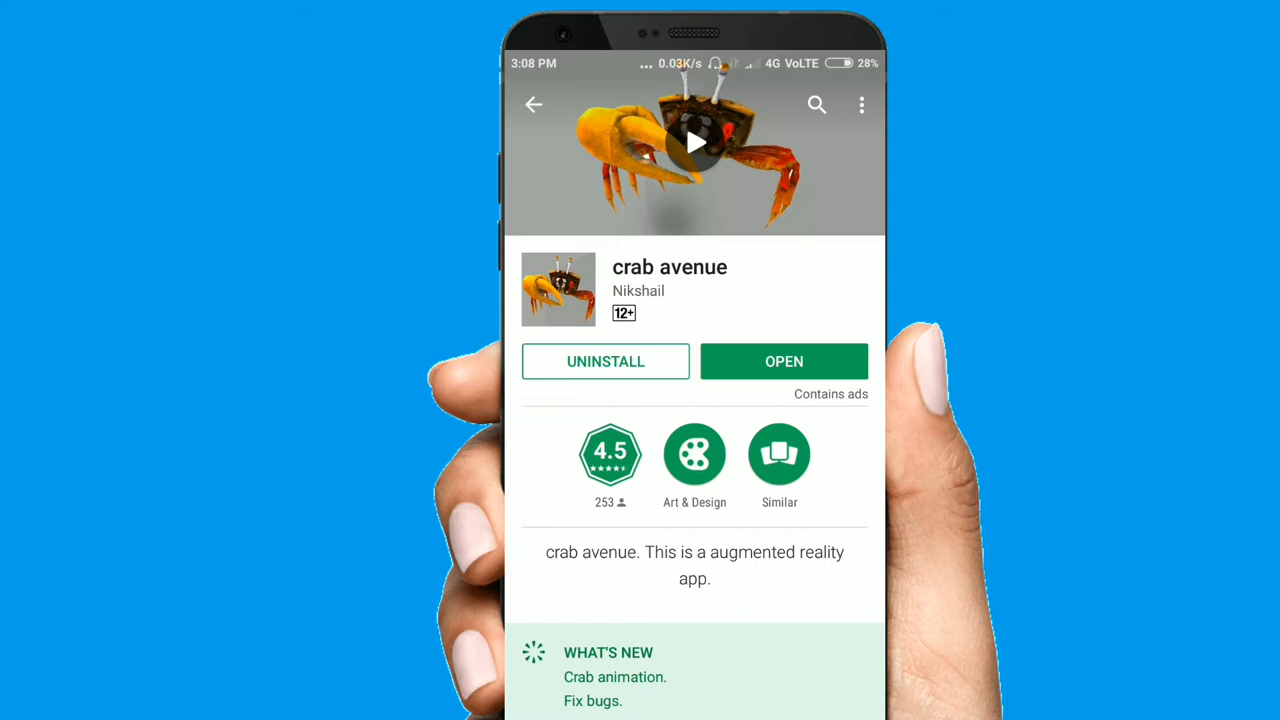 3:08 PM ... 0.03K/s 4G VoLTE 28%
crab avenue
Nikshail
12+
UNINSTALL OPEN
Contains ads
4.5
253 Art & Design Similar
crab avenue. This is a augmented reality
app.
WHAT'S NEW
Crab animation.
Fix bugs.